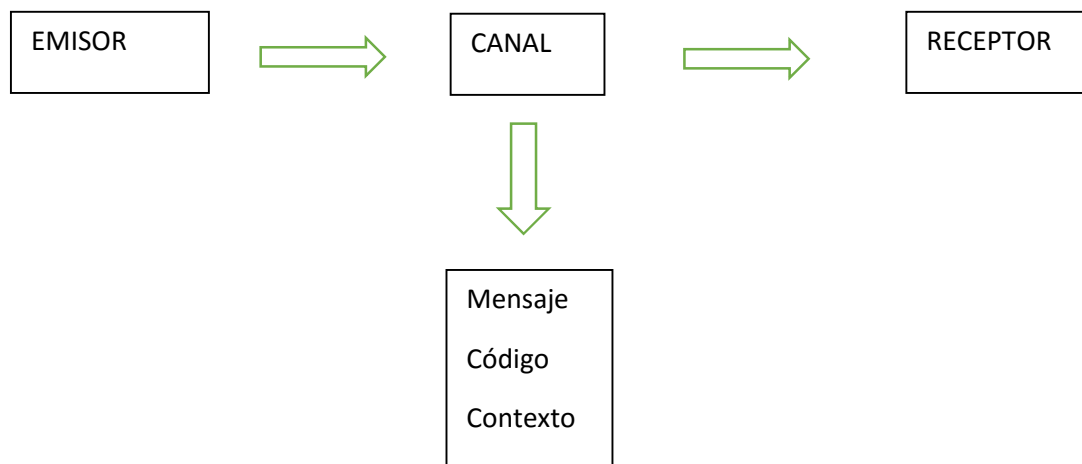 EMISOR
CANAL
RECEPTOR
Mensaje
Código
Contexto